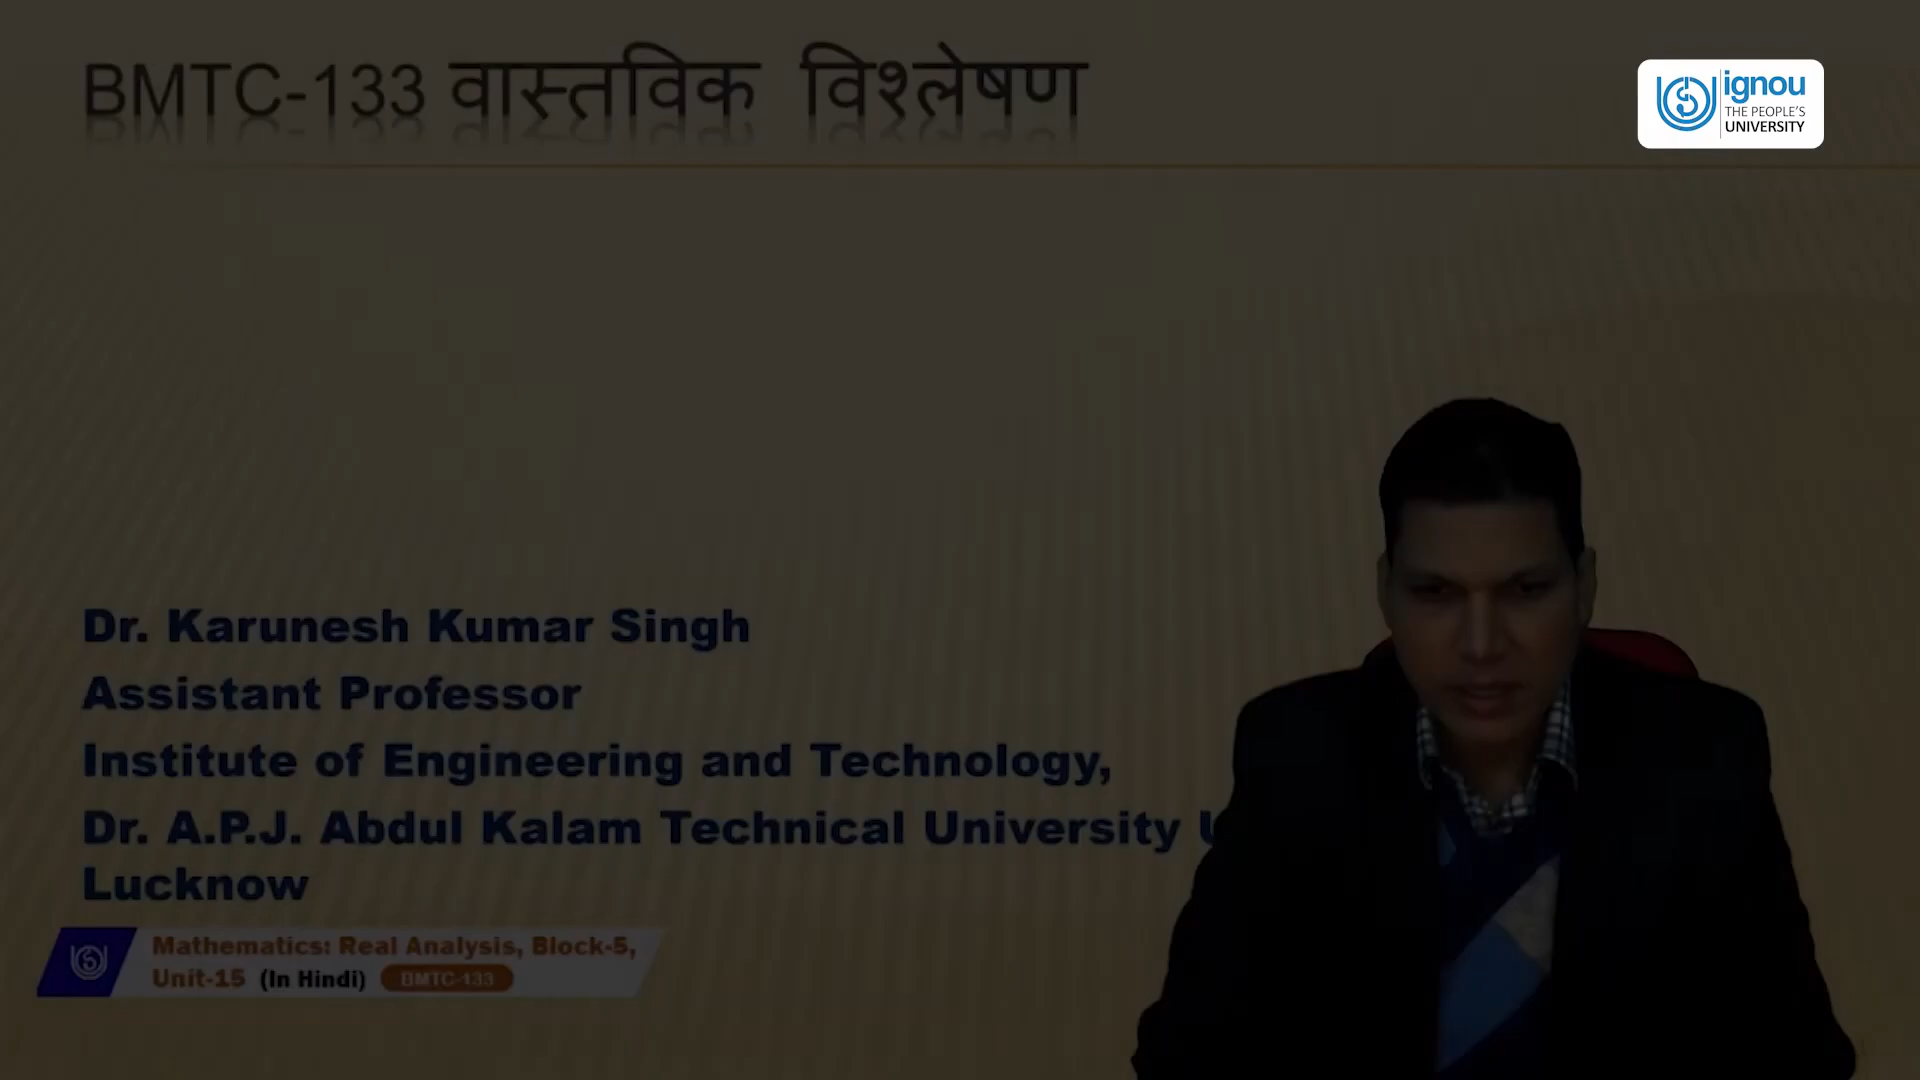 BMTC-133 वास्तविक विश्लेषण
ignou
THE PEOPLE'S
UNIVERSITY
Dr. Karunesh Kumar Singh
Assistant Professor
Institute of Engineering and Technology,
Dr. A.P.J. Abdul Kalam Technical University
Lucknow
Mathematics: Real Analysis, Block-5,
Unit-15 (In Hindi) BMTC-133